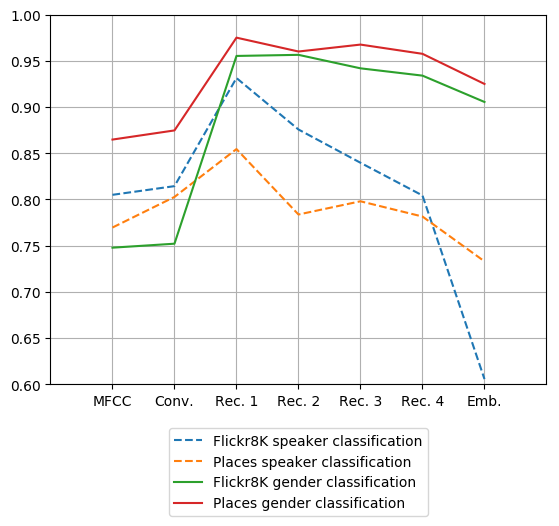 1.00
0.95
0.90
0.85
0.80
0.75
0.70
0.65
0.60
MFCC Conv. Rec. 1 Rec. 2 Rec. 3 Rec. 4 Emb.
Flickr8K speaker classification
Places speaker classification
Flickr8K gender classification
Places gender classification